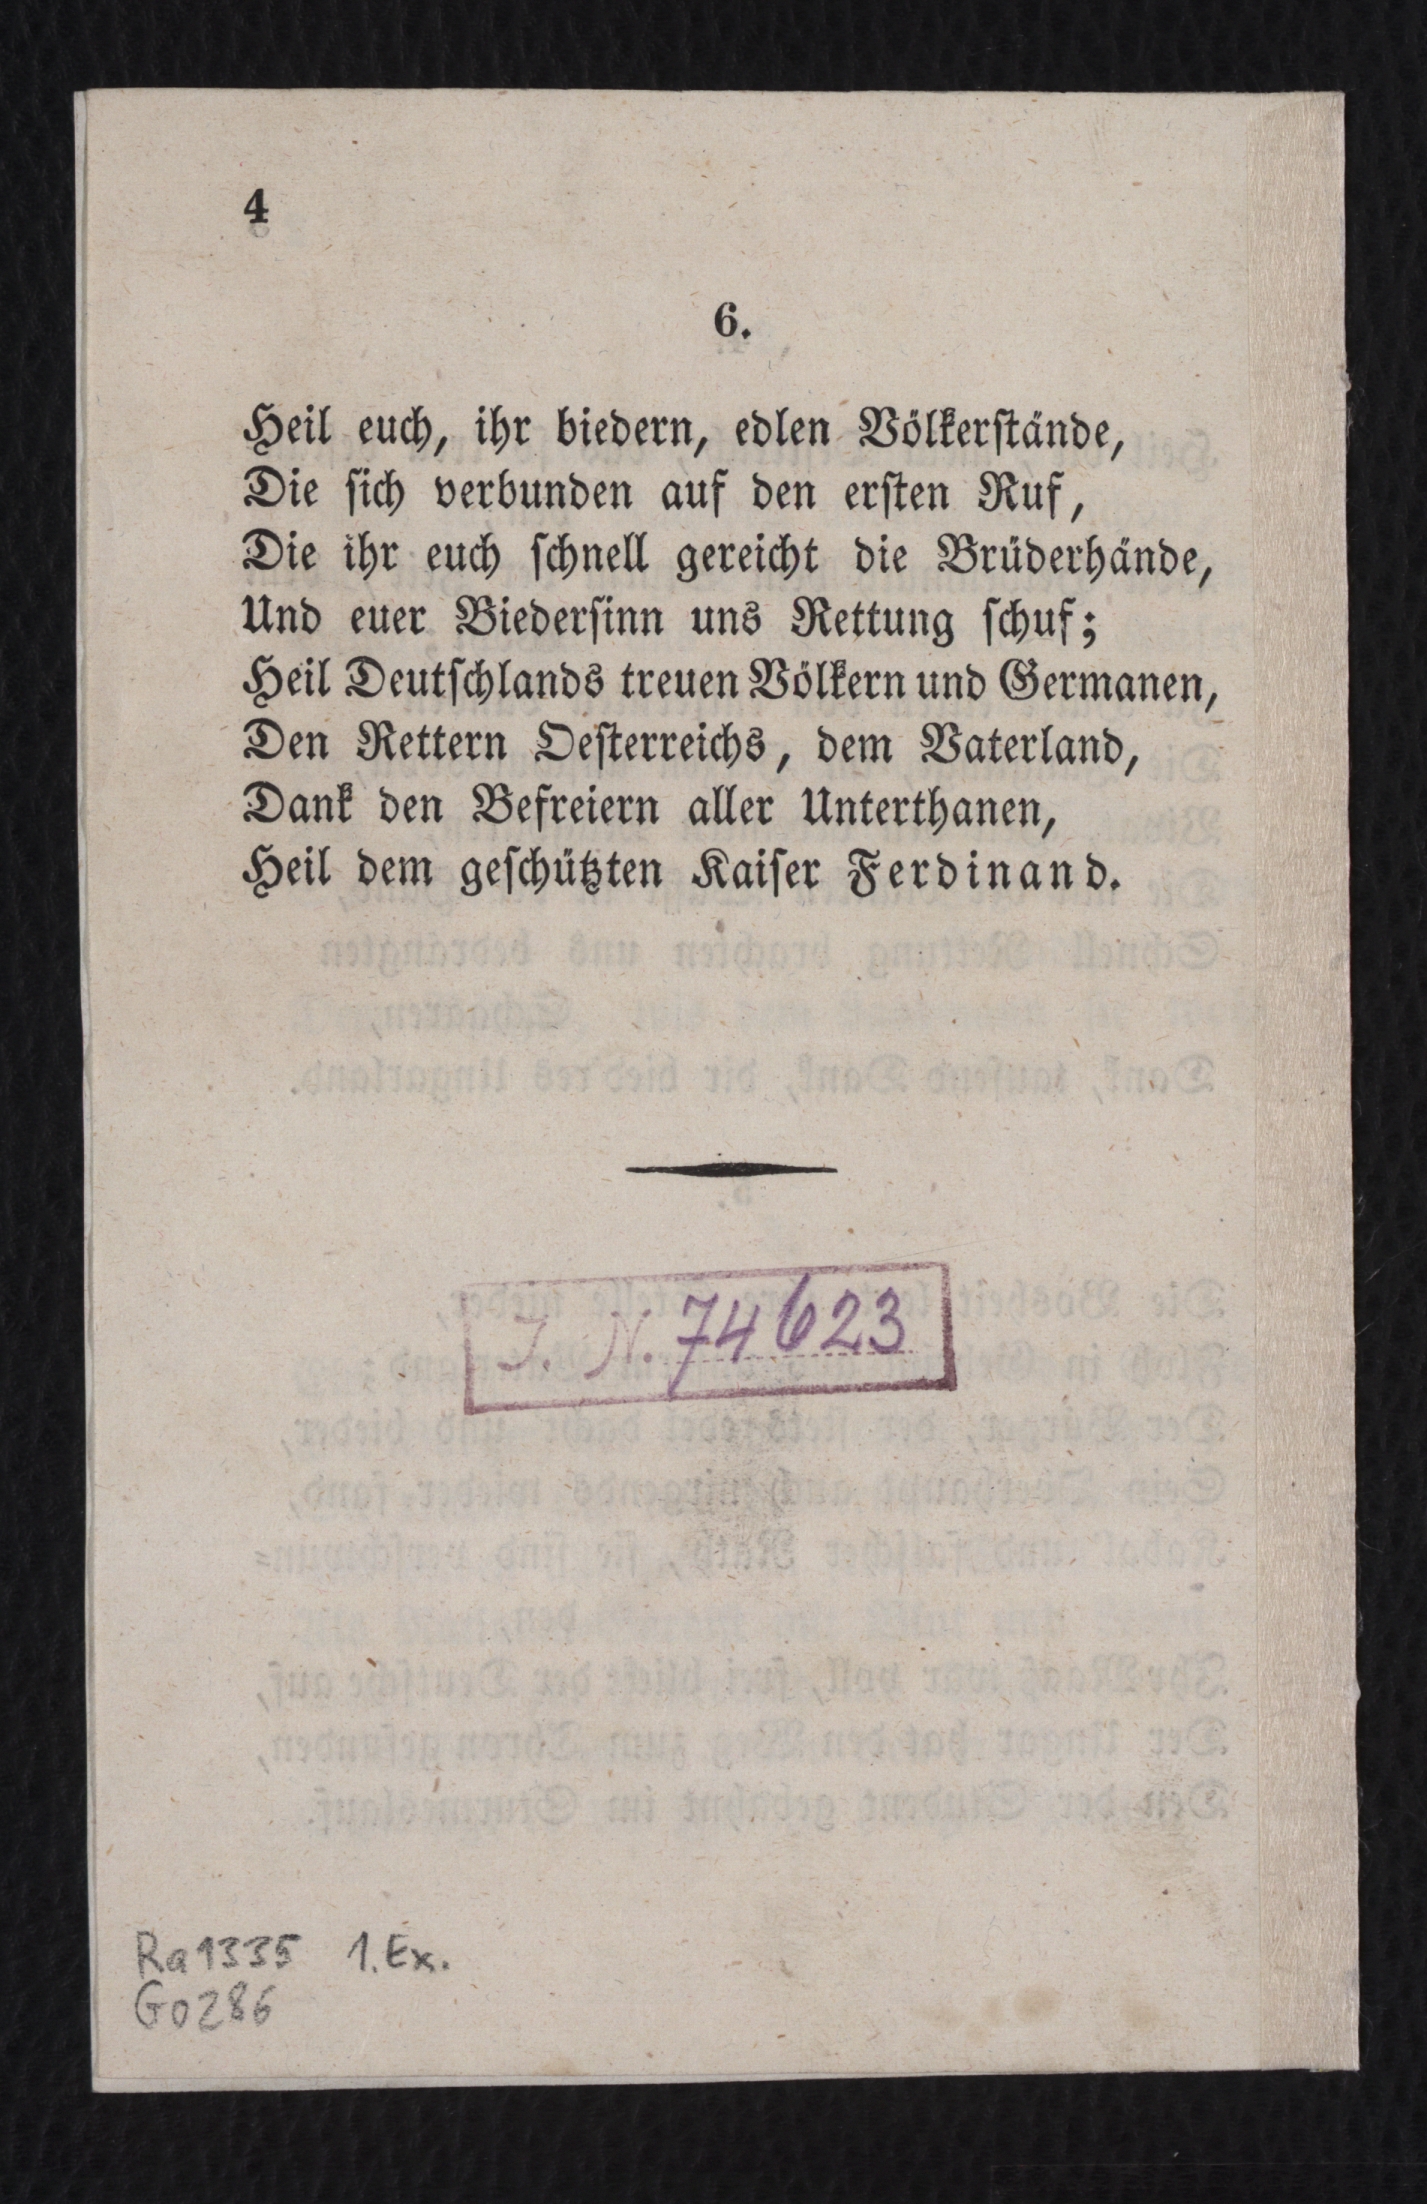 4
6.
Heil euch, ihr biedern, edlen Völkerstände,
Die sich verbunden auf den ersten Ruf,
Die ihr euch schnell gereicht die Brüderhände,
Und euer Biedersinn uns Rettung schuf;
Heil Deutschlands treuen Völkern und Germanen,
Den Rettern Oesterreichs, dem Vaterland,
Dank den Befreiern aller Unterthanen,
Heil dem geschützten Kaiser Ferdinand.
J. N. 74623
Ra 1335 1. Ex.
G0286